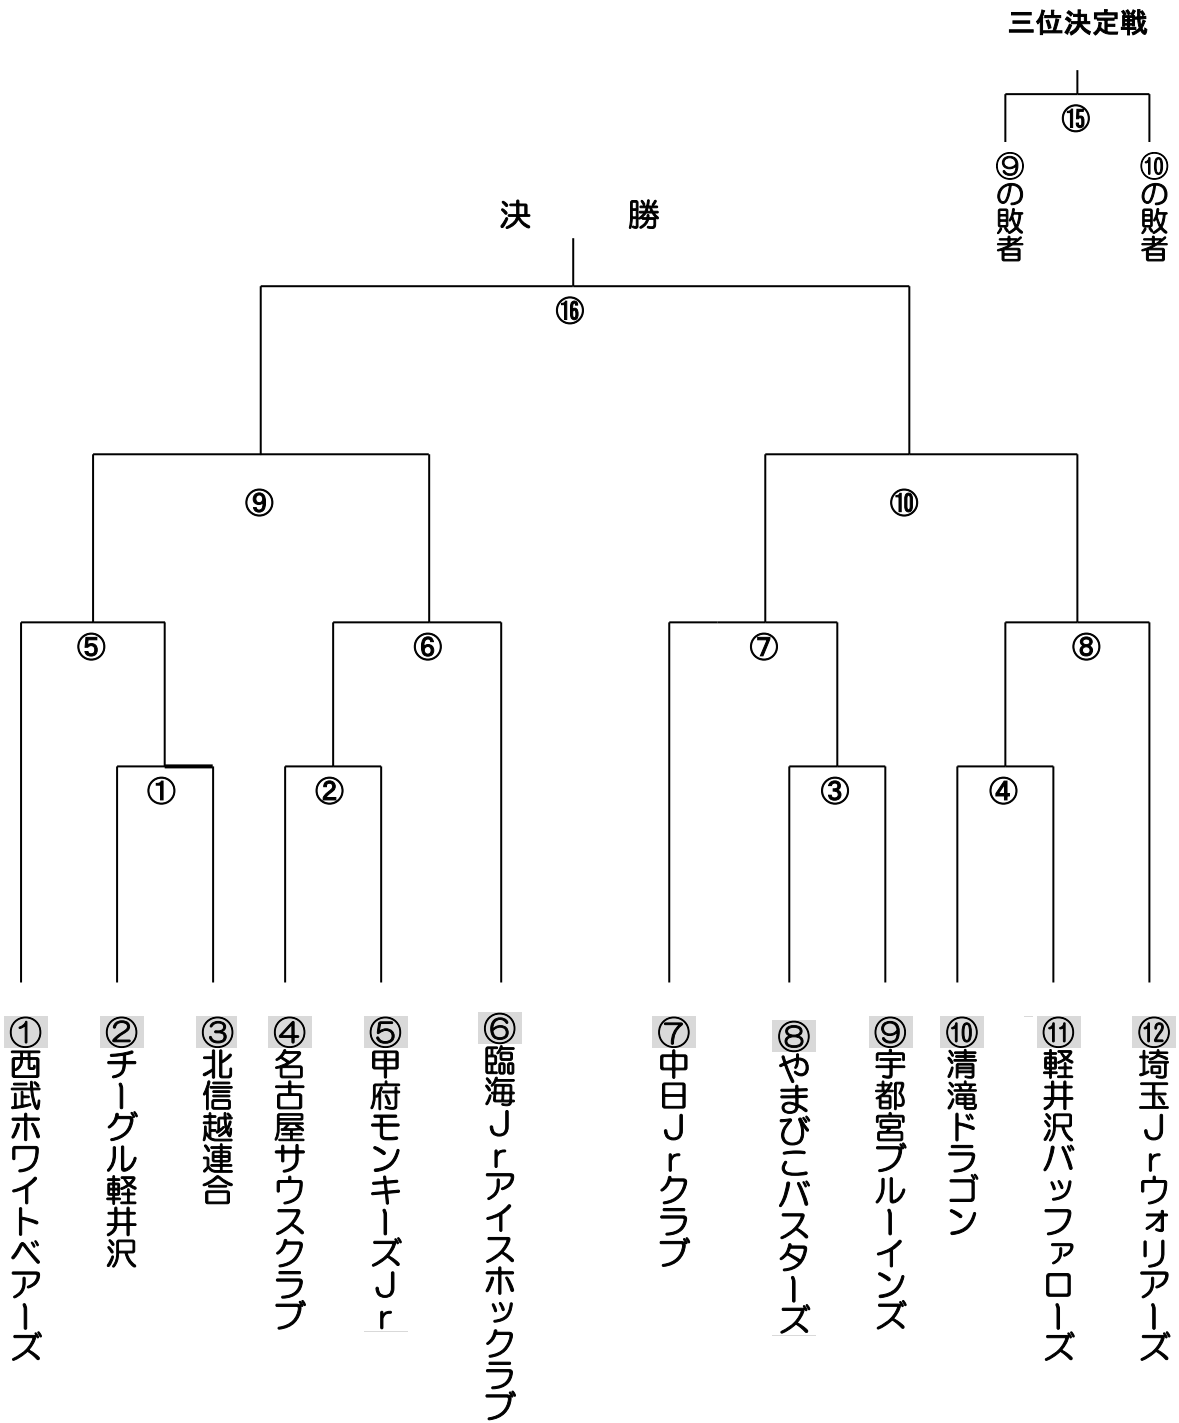 三位決定戦
⑮
⑨の敗者
⑩の敗者
決　勝
⑯
⑨
⑩
⑤
⑥
⑦
⑧
①
②
③
④
①西武ホワイトベアーズ
②チーグル軽井沢
③北信越連合
④名古屋サウスクラブ
⑤甲府モンキーズJr
⑥臨海Jrアイスホックラブ
⑦中日Jrクラブ
⑧やまびこバスターズ
⑨宇都宮ブルーインズ
⑩清滝ドラゴン
⑪軽井沢バッファローズ
⑫埼玉Jrウォリアーズ